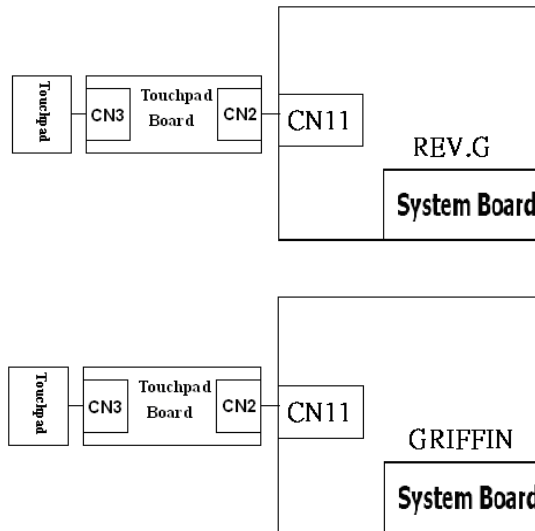 Touchpad
CN3
Touchpad
Board
CN2
CN11
REV.G
System Board
Touchpad
CN3
Touchpad
Board
CN2
CN11
GRIFFIN
System Board